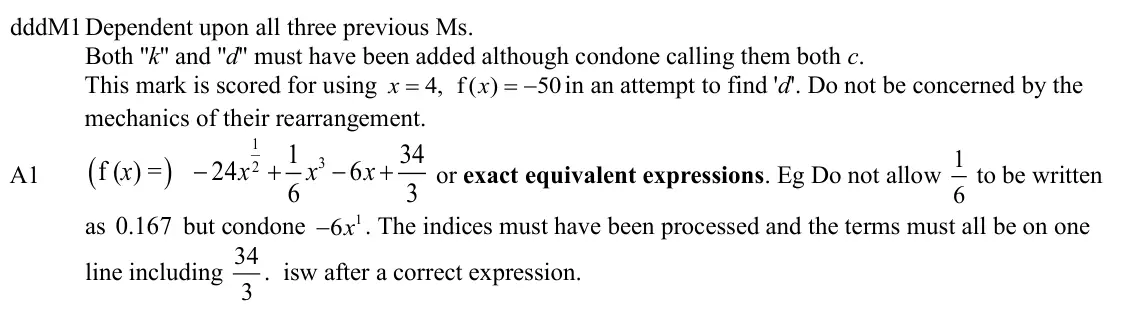 dddM1 Dependent upon all three previous Ms.
Both "k" and "d" must have been added although condone calling them both c.
This mark is scored for using x = 4, f(x) = −50 in an attempt to find 'd'. Do not be concerned by the
mechanics of their rearrangement.
A1 (f(x) =) −24x^{1/2} + 1/6 x³ − 6x + 34/3 or exact equivalent expressions. Eg Do not allow 1/6 to be written
as 0.167 but condone −6x¹. The indices must have been processed and the terms must all be on one
line including 34/3. isw after a correct expression.